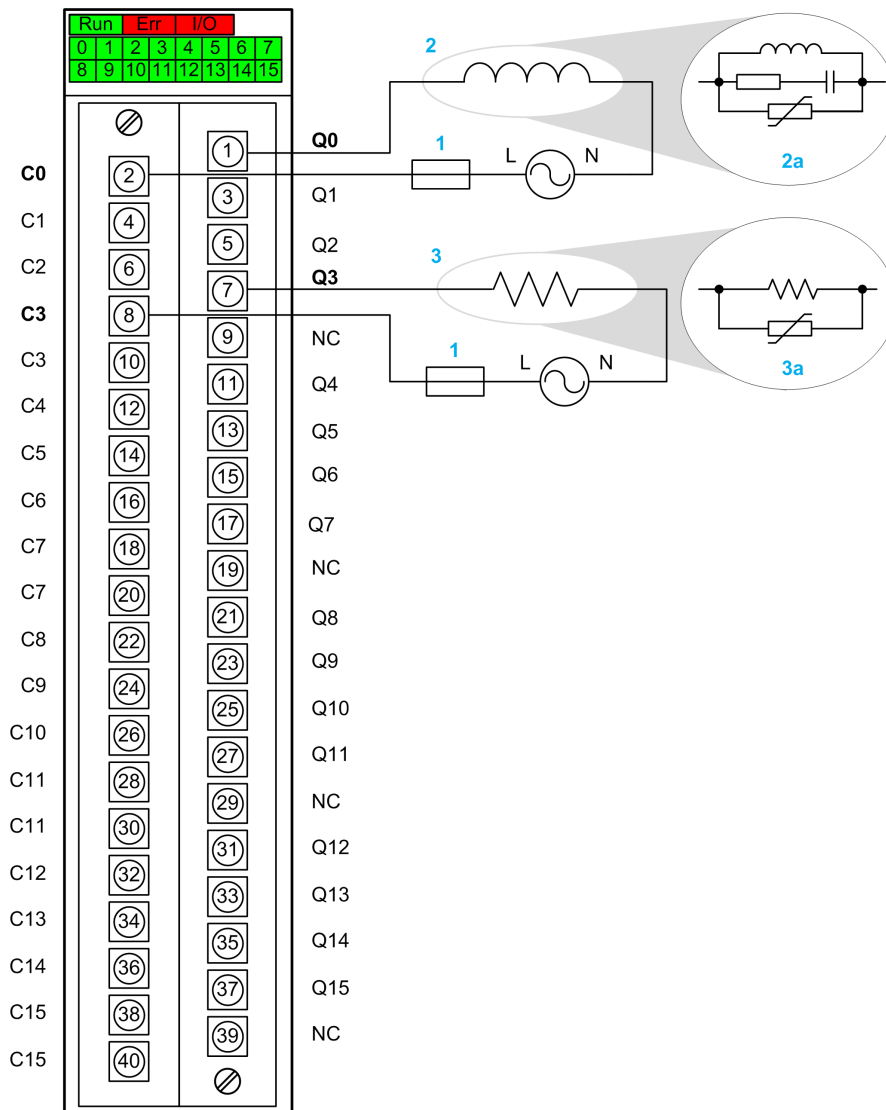 Run Err I/O
0 1 2 3 4 5 6 7
8 9 10 11 12 13 14 15
2
1 Q0
1
L N
2a
C0 2
3 Q1
C1 4
5 Q2
C2 6
3
7 Q3
C3 8
9 NC
1
L N
3a
C3 10
11 Q4
C4 12
13 Q5
C5 14
15 Q6
C6 16
17 Q7
C7 18
19 NC
C7 20
21 Q8
C8 22
23 Q9
C9 24
25 Q10
C10 26
27 Q11
C11 28
29 NC
C11 30
31 Q12
C12 32
33 Q13
C13 34
35 Q14
C14 36
37 Q15
C15 38
39 NC
C15 40